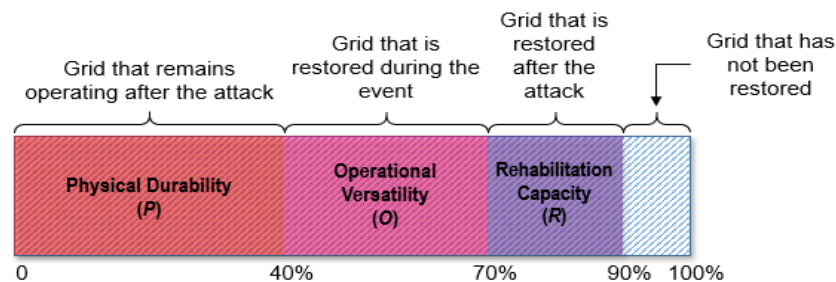 Grid that remains
operating after the attack
Grid that is
restored during the
event
Grid that is
restored
after the
attack
Grid that has
not been
restored
Physical Durability
(P)
Operational
Versatility
(O)
Rehabilitation
Capacity
(R)
0
40%
70%
90%
100%